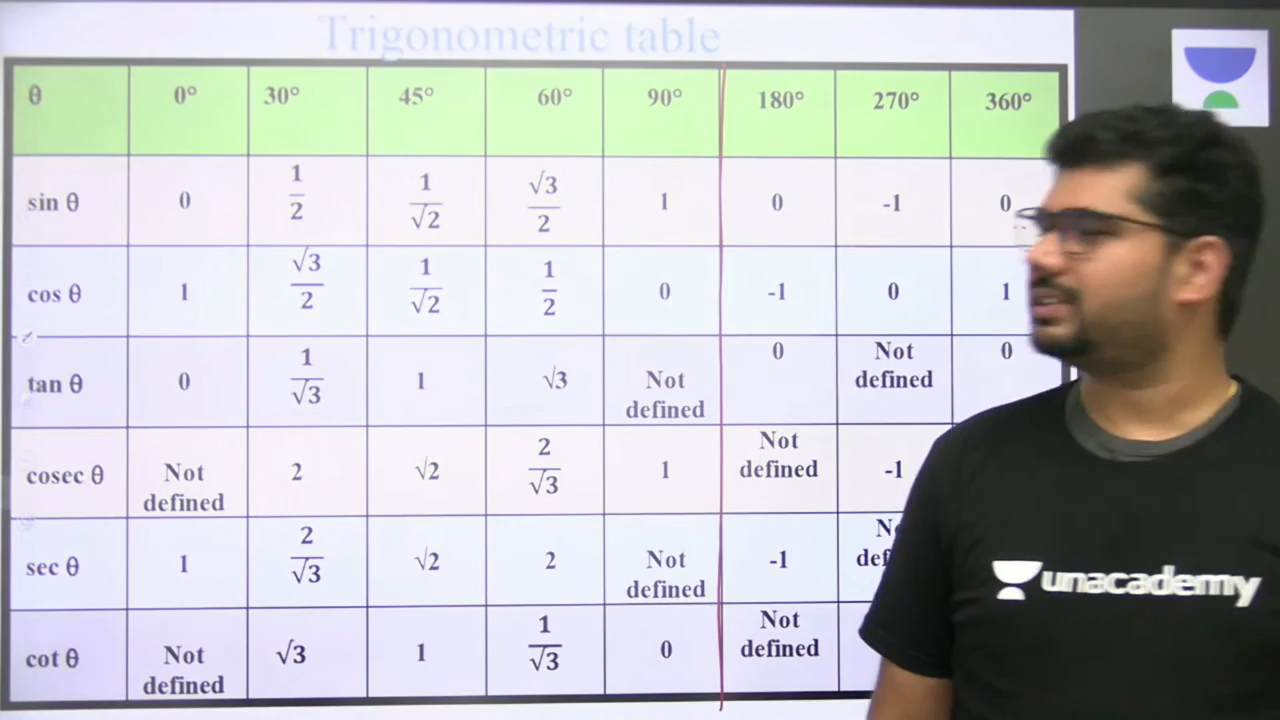 Trigonometric table
θ 0° 30° 45° 60° 90° 180° 270° 360°
sin θ 0 1/2 1/√2 √3/2 1 0 -1 0
cos θ 1 √3/2 1/√2 1/2 0 -1 0 1
tan θ 0 1/√3 1 √3 Not defined 0 Not defined 0
cosec θ Not defined 2 √2 2/√3 1 Not defined -1
sec θ 1 2/√3 √2 2 Not defined -1
cot θ Not defined √3 1 1/√3 0 Not defined
unacademy